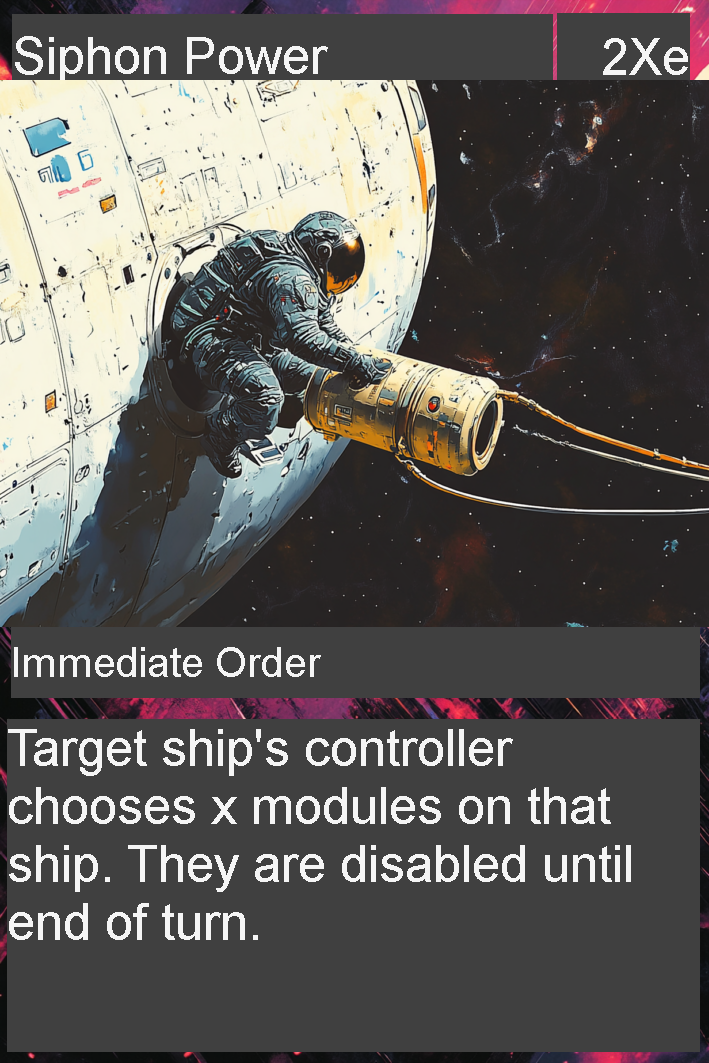 Siphon Power
2Xe
Immediate Order
Target ship's controller
chooses x modules on that
ship. They are disabled until
end of turn.